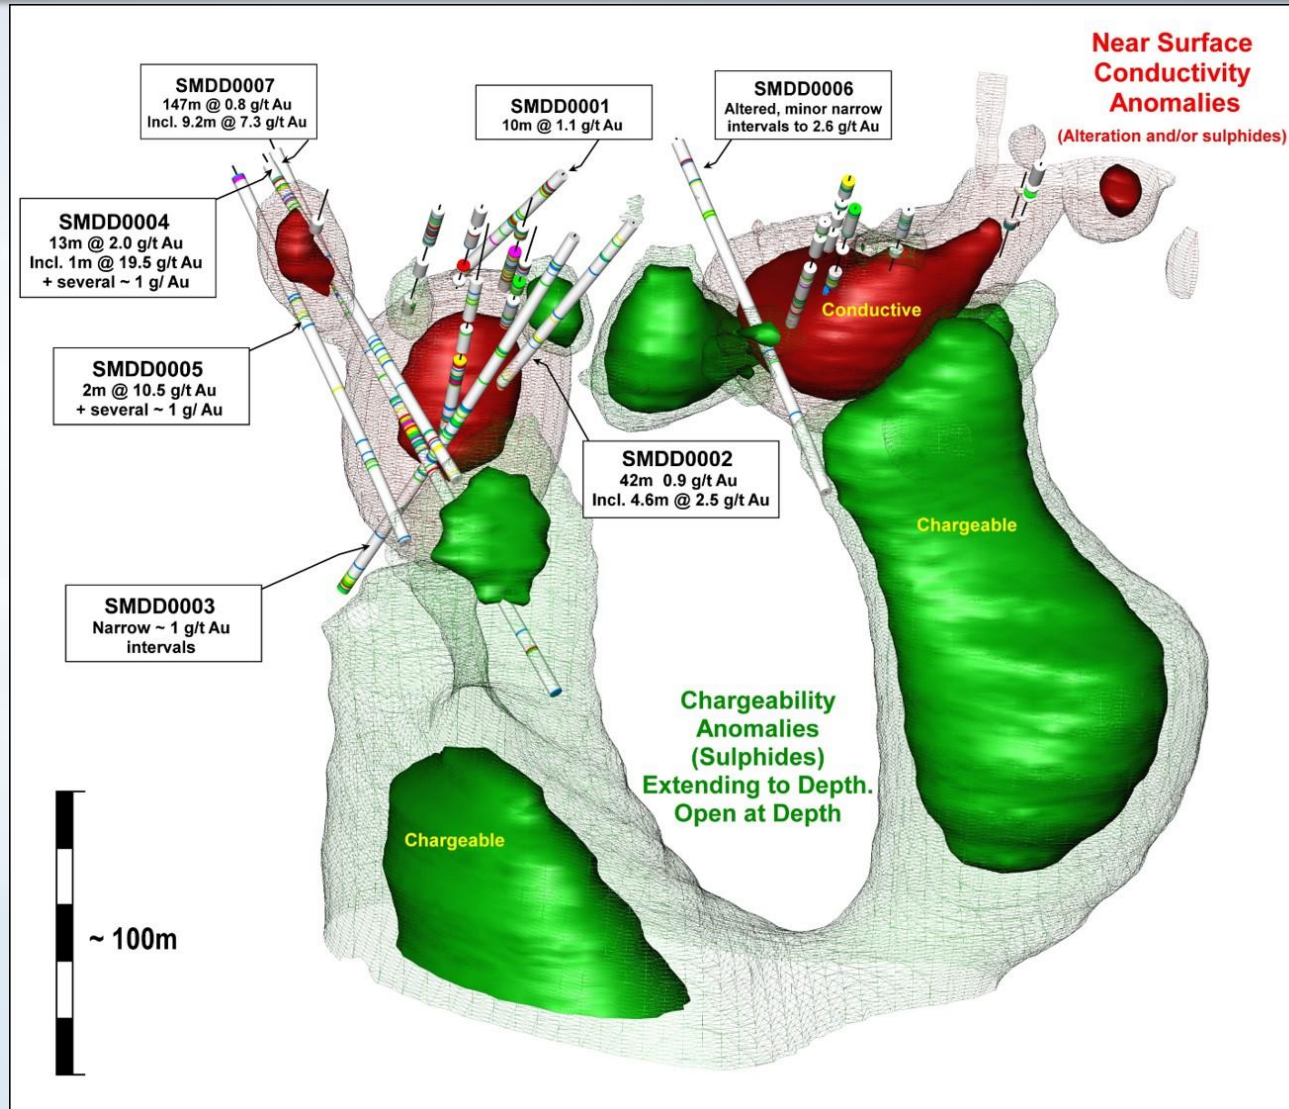 Near Surface
Conductivity
Anomalies
(Alteration and/or sulphides)
SMDD0007
147m @ 0.8 g/t Au
Incl. 9.2m @ 7.3 g/t Au
SMDD0001
10m @ 1.1 g/t Au
SMDD0006
Altered, minor narrow
intervals to 2.6 g/t Au
SMDD0004
13m @ 2.0 g/t Au
Incl. 1m @ 19.5 g/t Au
+ several ~ 1 g/ Au
Conductive
SMDD0005
2m @ 10.5 g/t Au
+ several ~ 1 g/ Au
SMDD0002
42m 0.9 g/t Au
Incl. 4.6m @ 2.5 g/t Au
Chargeable
SMDD0003
Narrow ~ 1 g/t Au
intervals
Chargeability
Anomalies
(Sulphides)
Extending to Depth.
Open at Depth
Chargeable
~ 100m